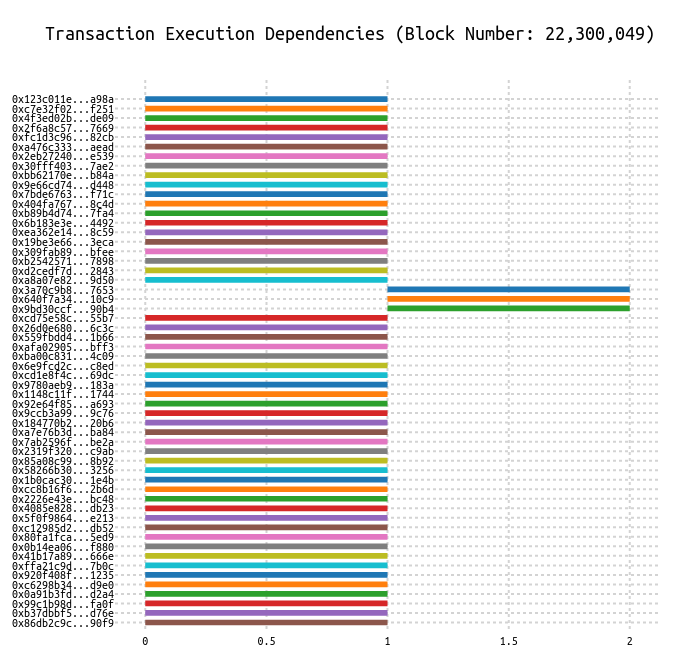 Transaction Execution Dependencies (Block Number: 22,300,049)
0x123c011e...a98a
0xc7e32f02...f251
0x4f3ed02b...de09
0x2f6a8c57...7669
0xfc1d3c96...82cb
0xa476c333...aead
0x2eb27240...e539
0x30fff403...7ae2
0xbb62170e...b84a
0x9e66cd74...d448
0x7bde6763...f71c
0x404fa767...8c4d
0xb89b4d74...7fa4
0x6b183e3e...4492
0xea362e14...8c59
0x19be3e66...3eca
0x309fab89...bfee
0xb2542571...7898
0xd2cedf7d...2843
0xa8a07e82...9d50
0x3a70c9b8...7653
0x640f7a34...10c9
0x9bd30ccf...90b4
0xcd75e58c...55b7
0x26d0e680...6c3c
0x559fbdd4...1b66
0xafa02905...bff3
0xba00c831...4c09
0x6e9fcd2c...c8ed
0xcd1e8f4c...69dc
0x9780aeb9...183a
0x1148c11f...1744
0x92e64f85...a693
0x9ccb3a99...9c76
0x184770b2...20b6
0xa7e76b3d...ba84
0x7ab2596f...be2a
0x2319f320...c9ab
0x85a08c99...8b92
0x58266b30...3256
0x1b0cac30...1e4b
0xcc8b16f6...2b6d
0x2226e43e...bc48
0x4085e828...db23
0x5f0f9864...e213
0xc12985d2...db52
0x80fa1fca...5ed9
0x0b14ea06...f880
0x41b17a89...666e
0xffa21c9d...7b0c
0x920f408f...1235
0xc6298b34...d9e0
0x0a91b3fd...d2a4
0x99c1b98d...fa0f
0xb37dbbf5...d76e
0x86db2c9c...90f9
0 0.5 1 1.5 2